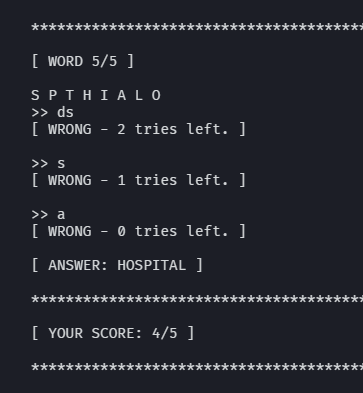 *****************************************
[ WORD 5/5 ]
S P T H I A L O
>> ds
[ WRONG - 2 tries left. ]
>> s
[ WRONG - 1 tries left. ]
>> a
[ WRONG - 0 tries left. ]
[ ANSWER: HOSPITAL ]
*****************************************
[ YOUR SCORE: 4/5 ]
*****************************************